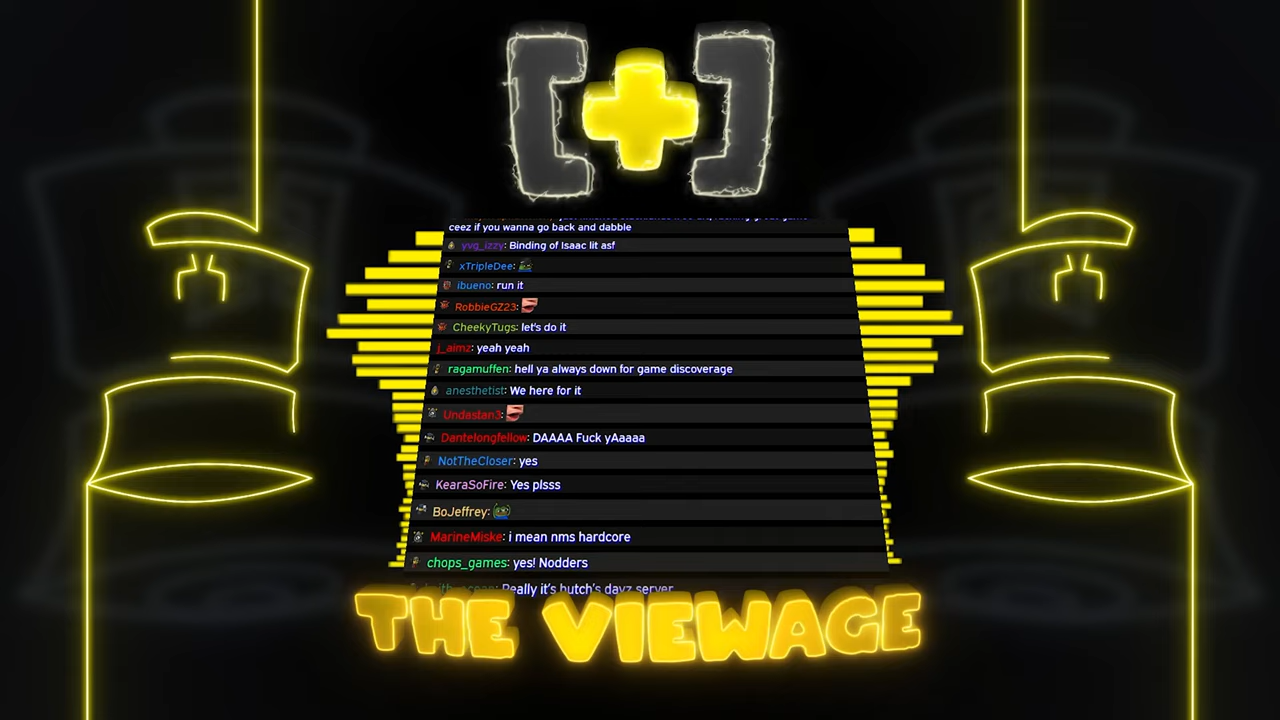 ceez if you wanna go back and dabble
yvg_izzy: Binding of Isaac lit asf
xTripleDee:
ibueno: run it
RobbieGZ23:
CheekyTugs: let's do it
j_aimz: yeah yeah
ragamuffen: hell ya always down for game discoverage
anesthetist: We here for it
Undastan3:
Dantelongfellow: DAAAA Fuck yAaaaa
NotTheCloser: yes
KearaSoFire: Yes plsss
BoJeffrey:
MarineMiske: i mean nms hardcore
chops_games: yes! Nodders
Really it's hutch's dayz server
THE VIEWAGE